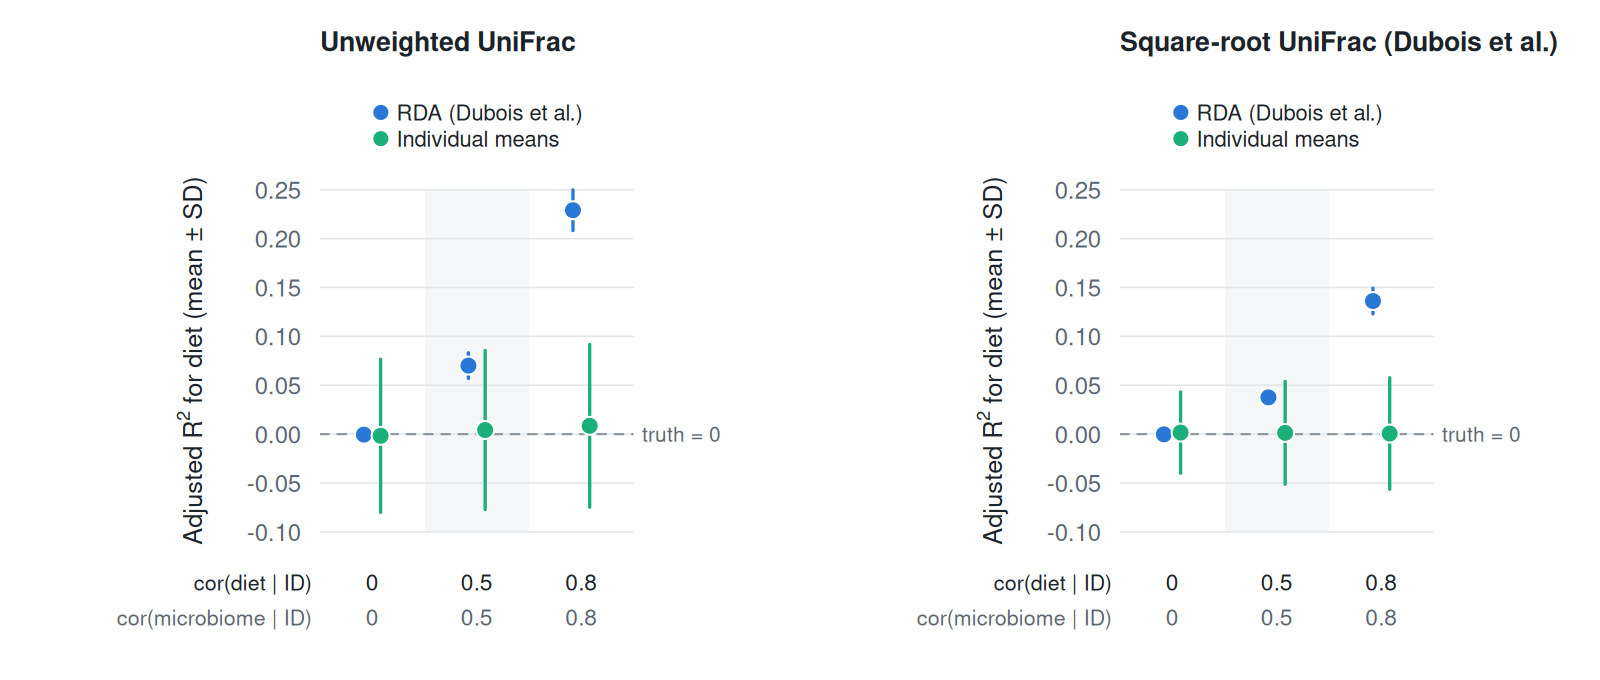 Unweighted UniFrac
RDA (Dubois et al.)
Individual means
Adjusted R² for diet (mean ± SD)
0.25
0.20
0.15
0.10
0.05
0.00
-0.05
-0.10
truth = 0
cor(diet | ID) 0 0.5 0.8
cor(microbiome | ID) 0 0.5 0.8
Square-root UniFrac (Dubois et al.)
RDA (Dubois et al.)
Individual means
Adjusted R² for diet (mean ± SD)
0.25
0.20
0.15
0.10
0.05
0.00
-0.05
-0.10
truth = 0
cor(diet | ID) 0 0.5 0.8
cor(microbiome | ID) 0 0.5 0.8